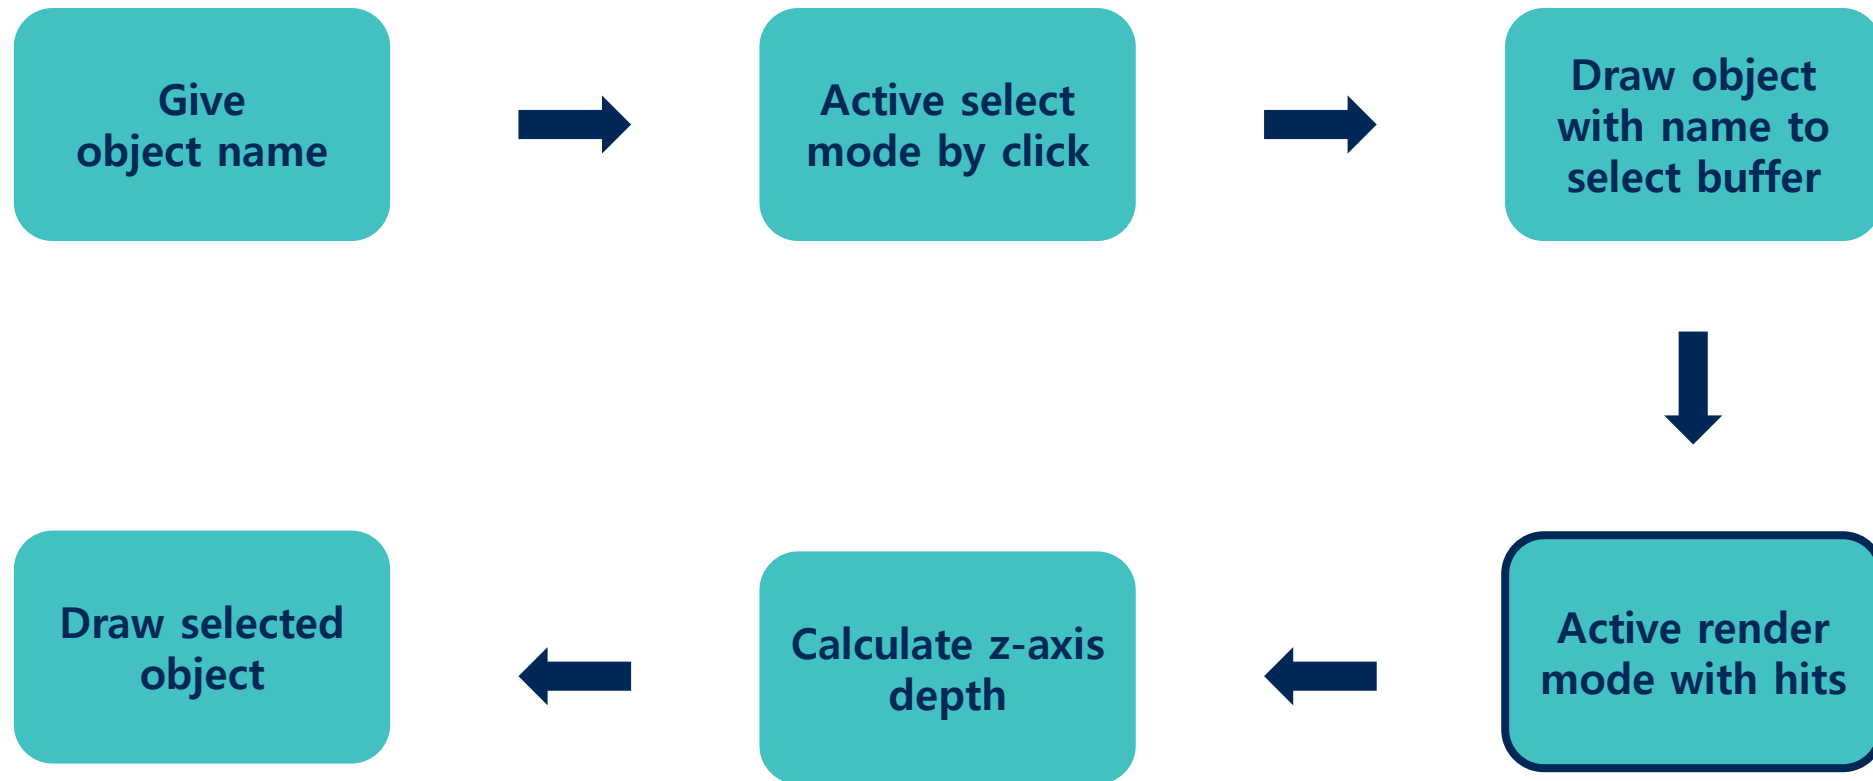 Give
object name
Active select
mode by click
Draw object
with name to
select buffer
Active render
mode with hits
Calculate z-axis
depth
Draw selected
object